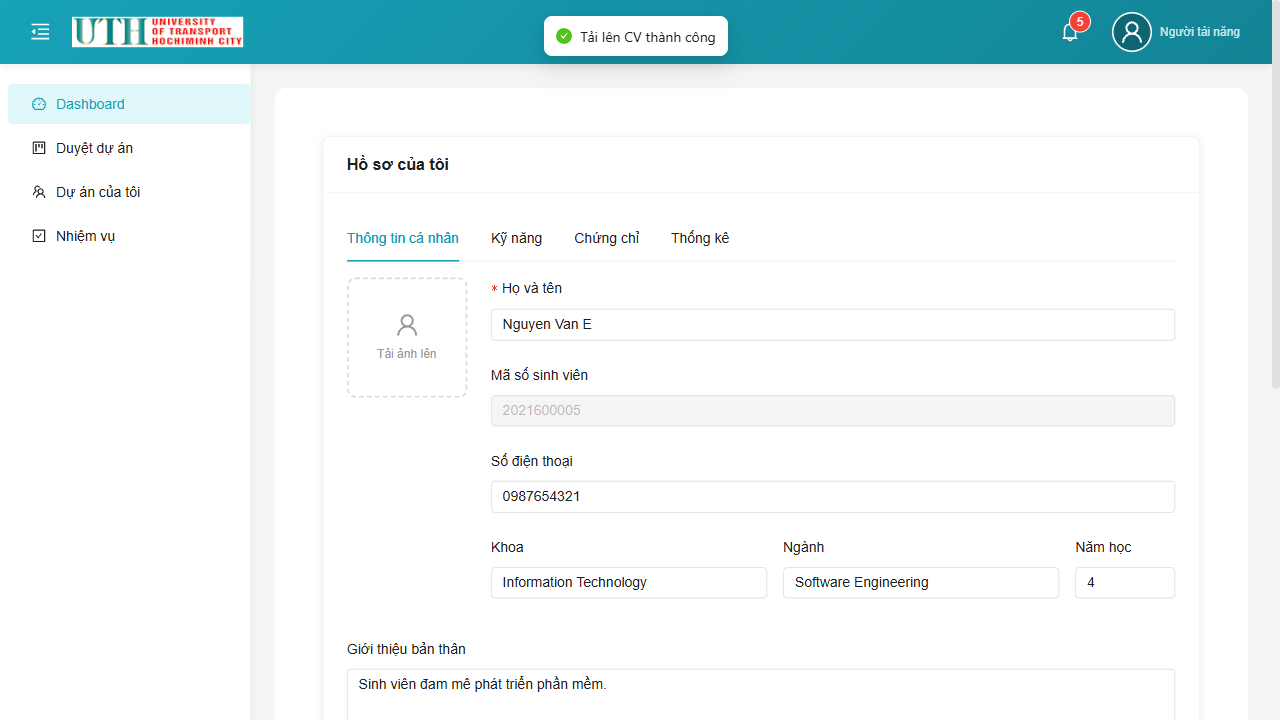 UTH UNIVERSITY
OF TRANSPORT
HOCHIMINH CITY
Tải lên CV thành công
5
Người tài năng
Dashboard
Duyệt dự án
Dự án của tôi
Nhiệm vụ
Hồ sơ của tôi
Thông tin cá nhân
Kỹ năng
Chứng chỉ
Thống kê
Tải ảnh lên
* Họ và tên
Nguyen Van E
Mã số sinh viên
2021600005
Số điện thoại
0987654321
Khoa
Ngành
Năm học
Information Technology
Software Engineering
4
Giới thiệu bản thân
Sinh viên đam mê phát triển phần mềm.